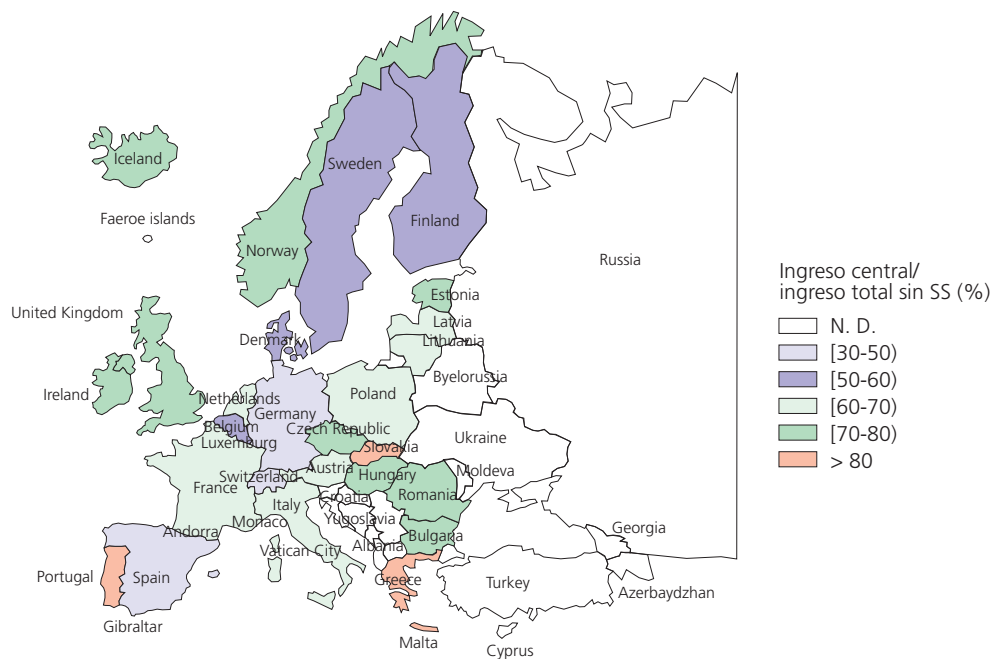 Iceland
Sweden
Faeroe islands
Finland
Norway
Russia
Ingreso central/
ingreso total sin SS (%)
N. D.
[30-50)
[50-60)
[60-70)
[70-80)
> 80
Estonia
United Kingdom
Latvia
Denmark
Lithuania
Byelorussia
Ireland
Netherlands
Poland
Germany
Belgium
Czech Republic
Luxemburg
Ukraine
Slovakia
Austria
Switzerland
Hungary
Moldeva
France
Croatia
Romania
Italy
Monaco
Yugoslavia
Georgia
Andorra
Bulgaria
Vatican City
Albania
Portugal
Spain
Greece
Turkey
Azerbaydzhan
Gibraltar
Malta
Cyprus